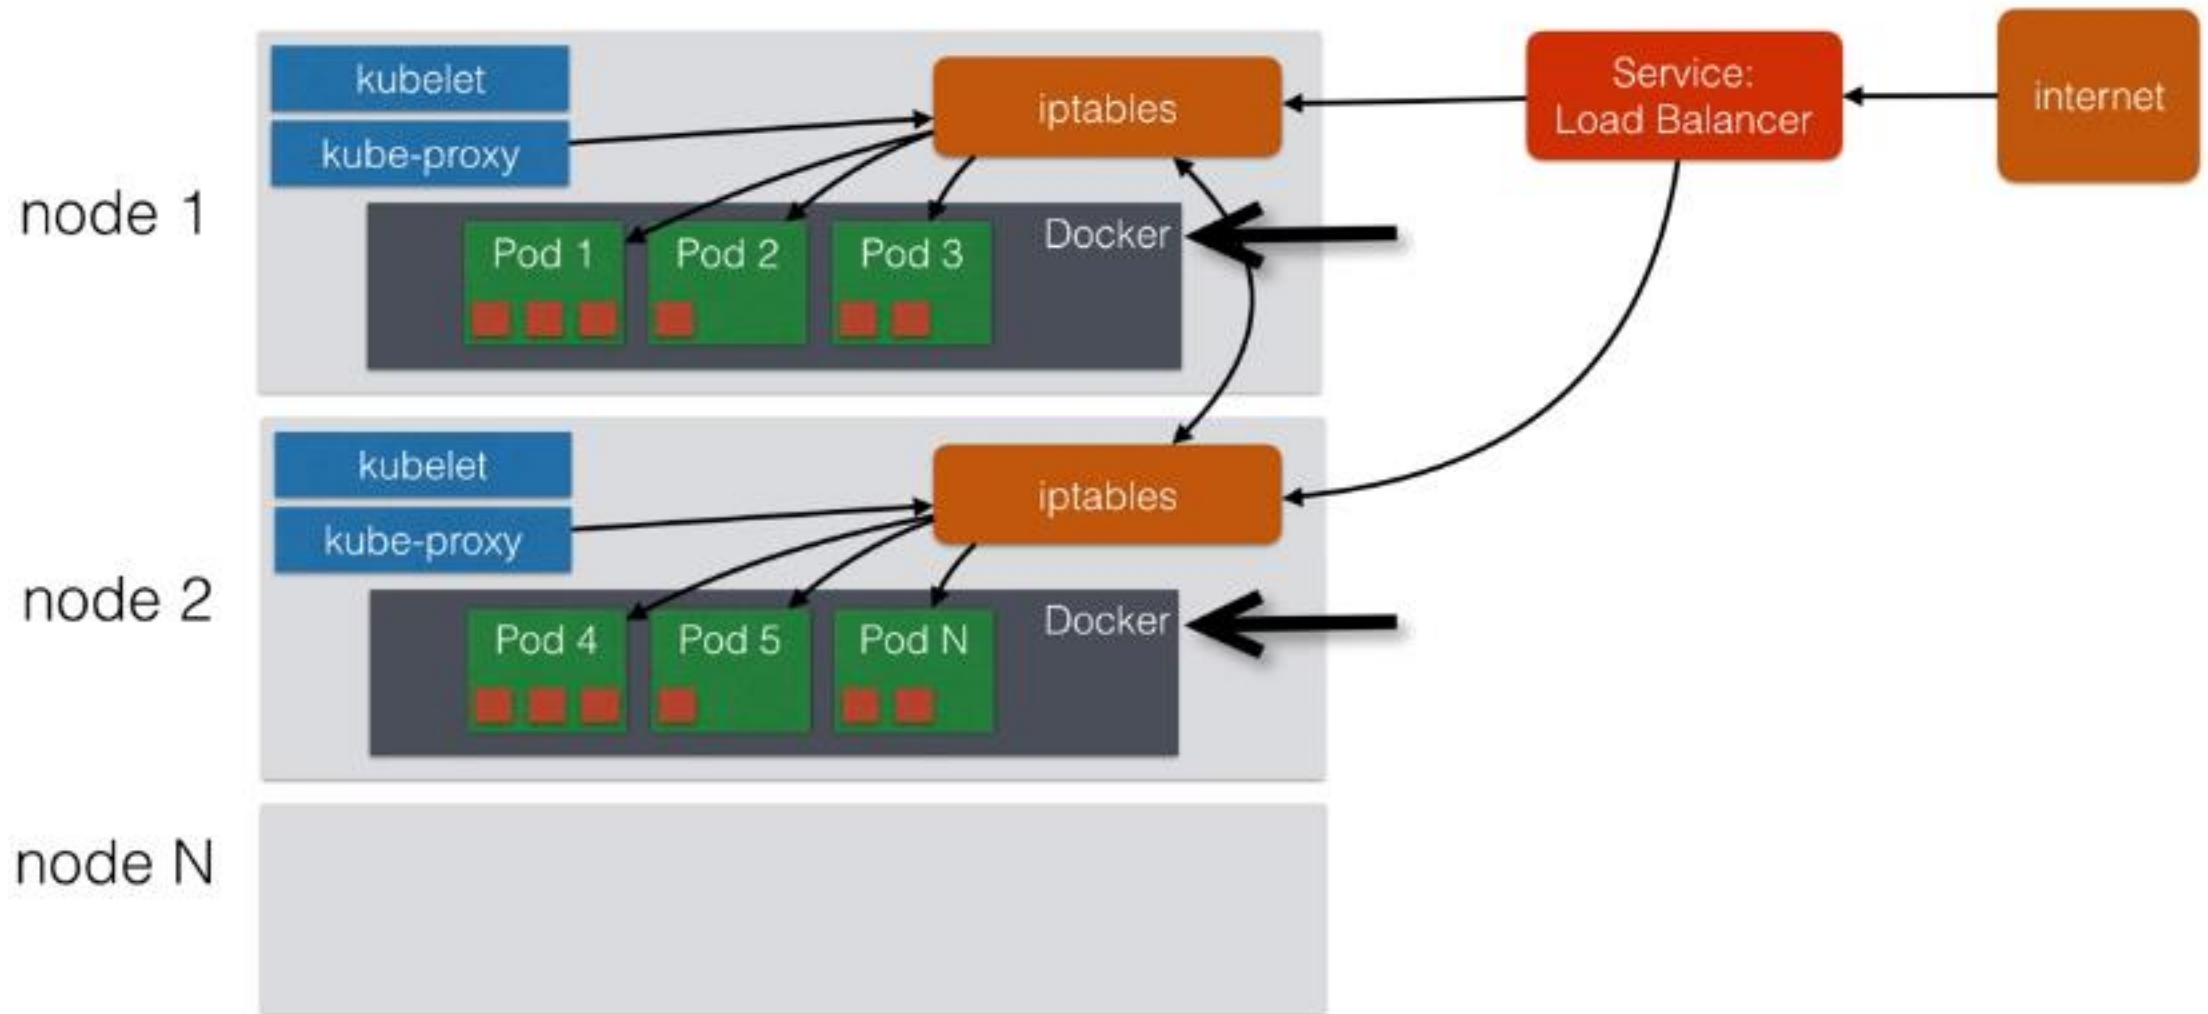 kubelet
kube-proxy
iptables
Service:
Load Balancer
internet
node 1
Docker
Pod 1
Pod 2
Pod 3
kubelet
kube-proxy
iptables
node 2
Docker
Pod 4
Pod 5
Pod N
node N